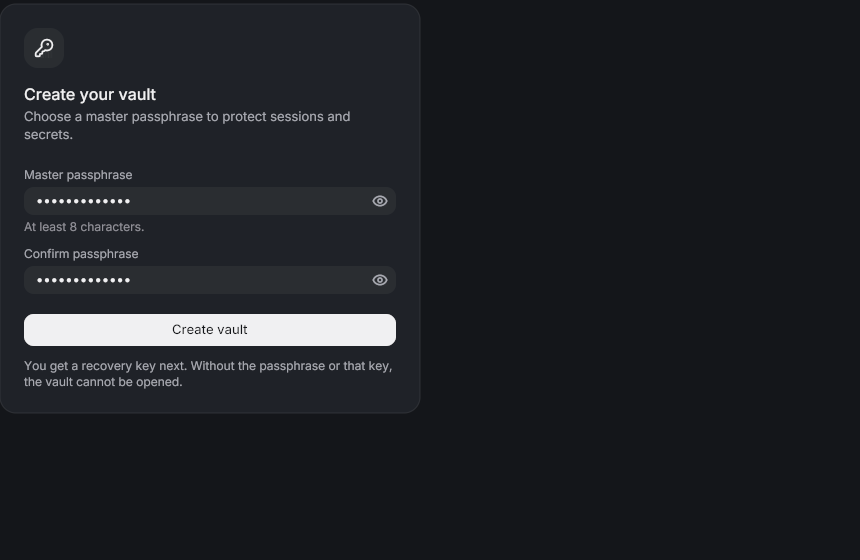 Create your vault
Choose a master passphrase to protect sessions and
secrets.
Master passphrase
•••••••••••••
At least 8 characters.
Confirm passphrase
•••••••••••••
Create vault
You get a recovery key next. Without the passphrase or that key,
the vault cannot be opened.